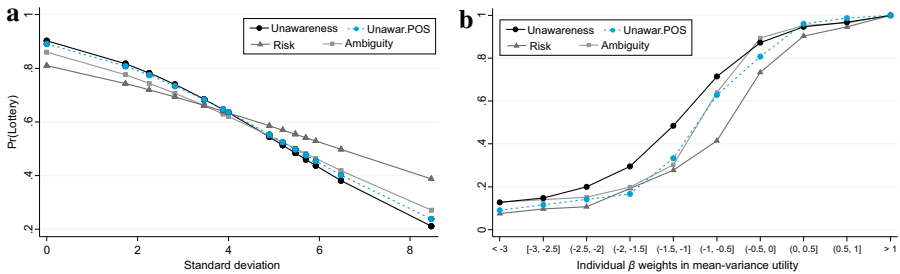 a
Unawareness
Unawar.POS
Risk
Ambiguity
Pr(Lottery)
1
.8
.6
.4
.2
0
2
4
6
8
Standard deviation
b
Unawareness
Unawar.POS
Risk
Ambiguity
1
.8
.6
.4
.2
0
< -3
[-3, -2.5]
(-2.5, -2]
(-2, -1.5]
(-1.5, -1]
(-1, -0.5]
(-0.5, 0]
(0, 0.5]
(0.5, 1]
> 1
Individual β weights in mean-variance utility